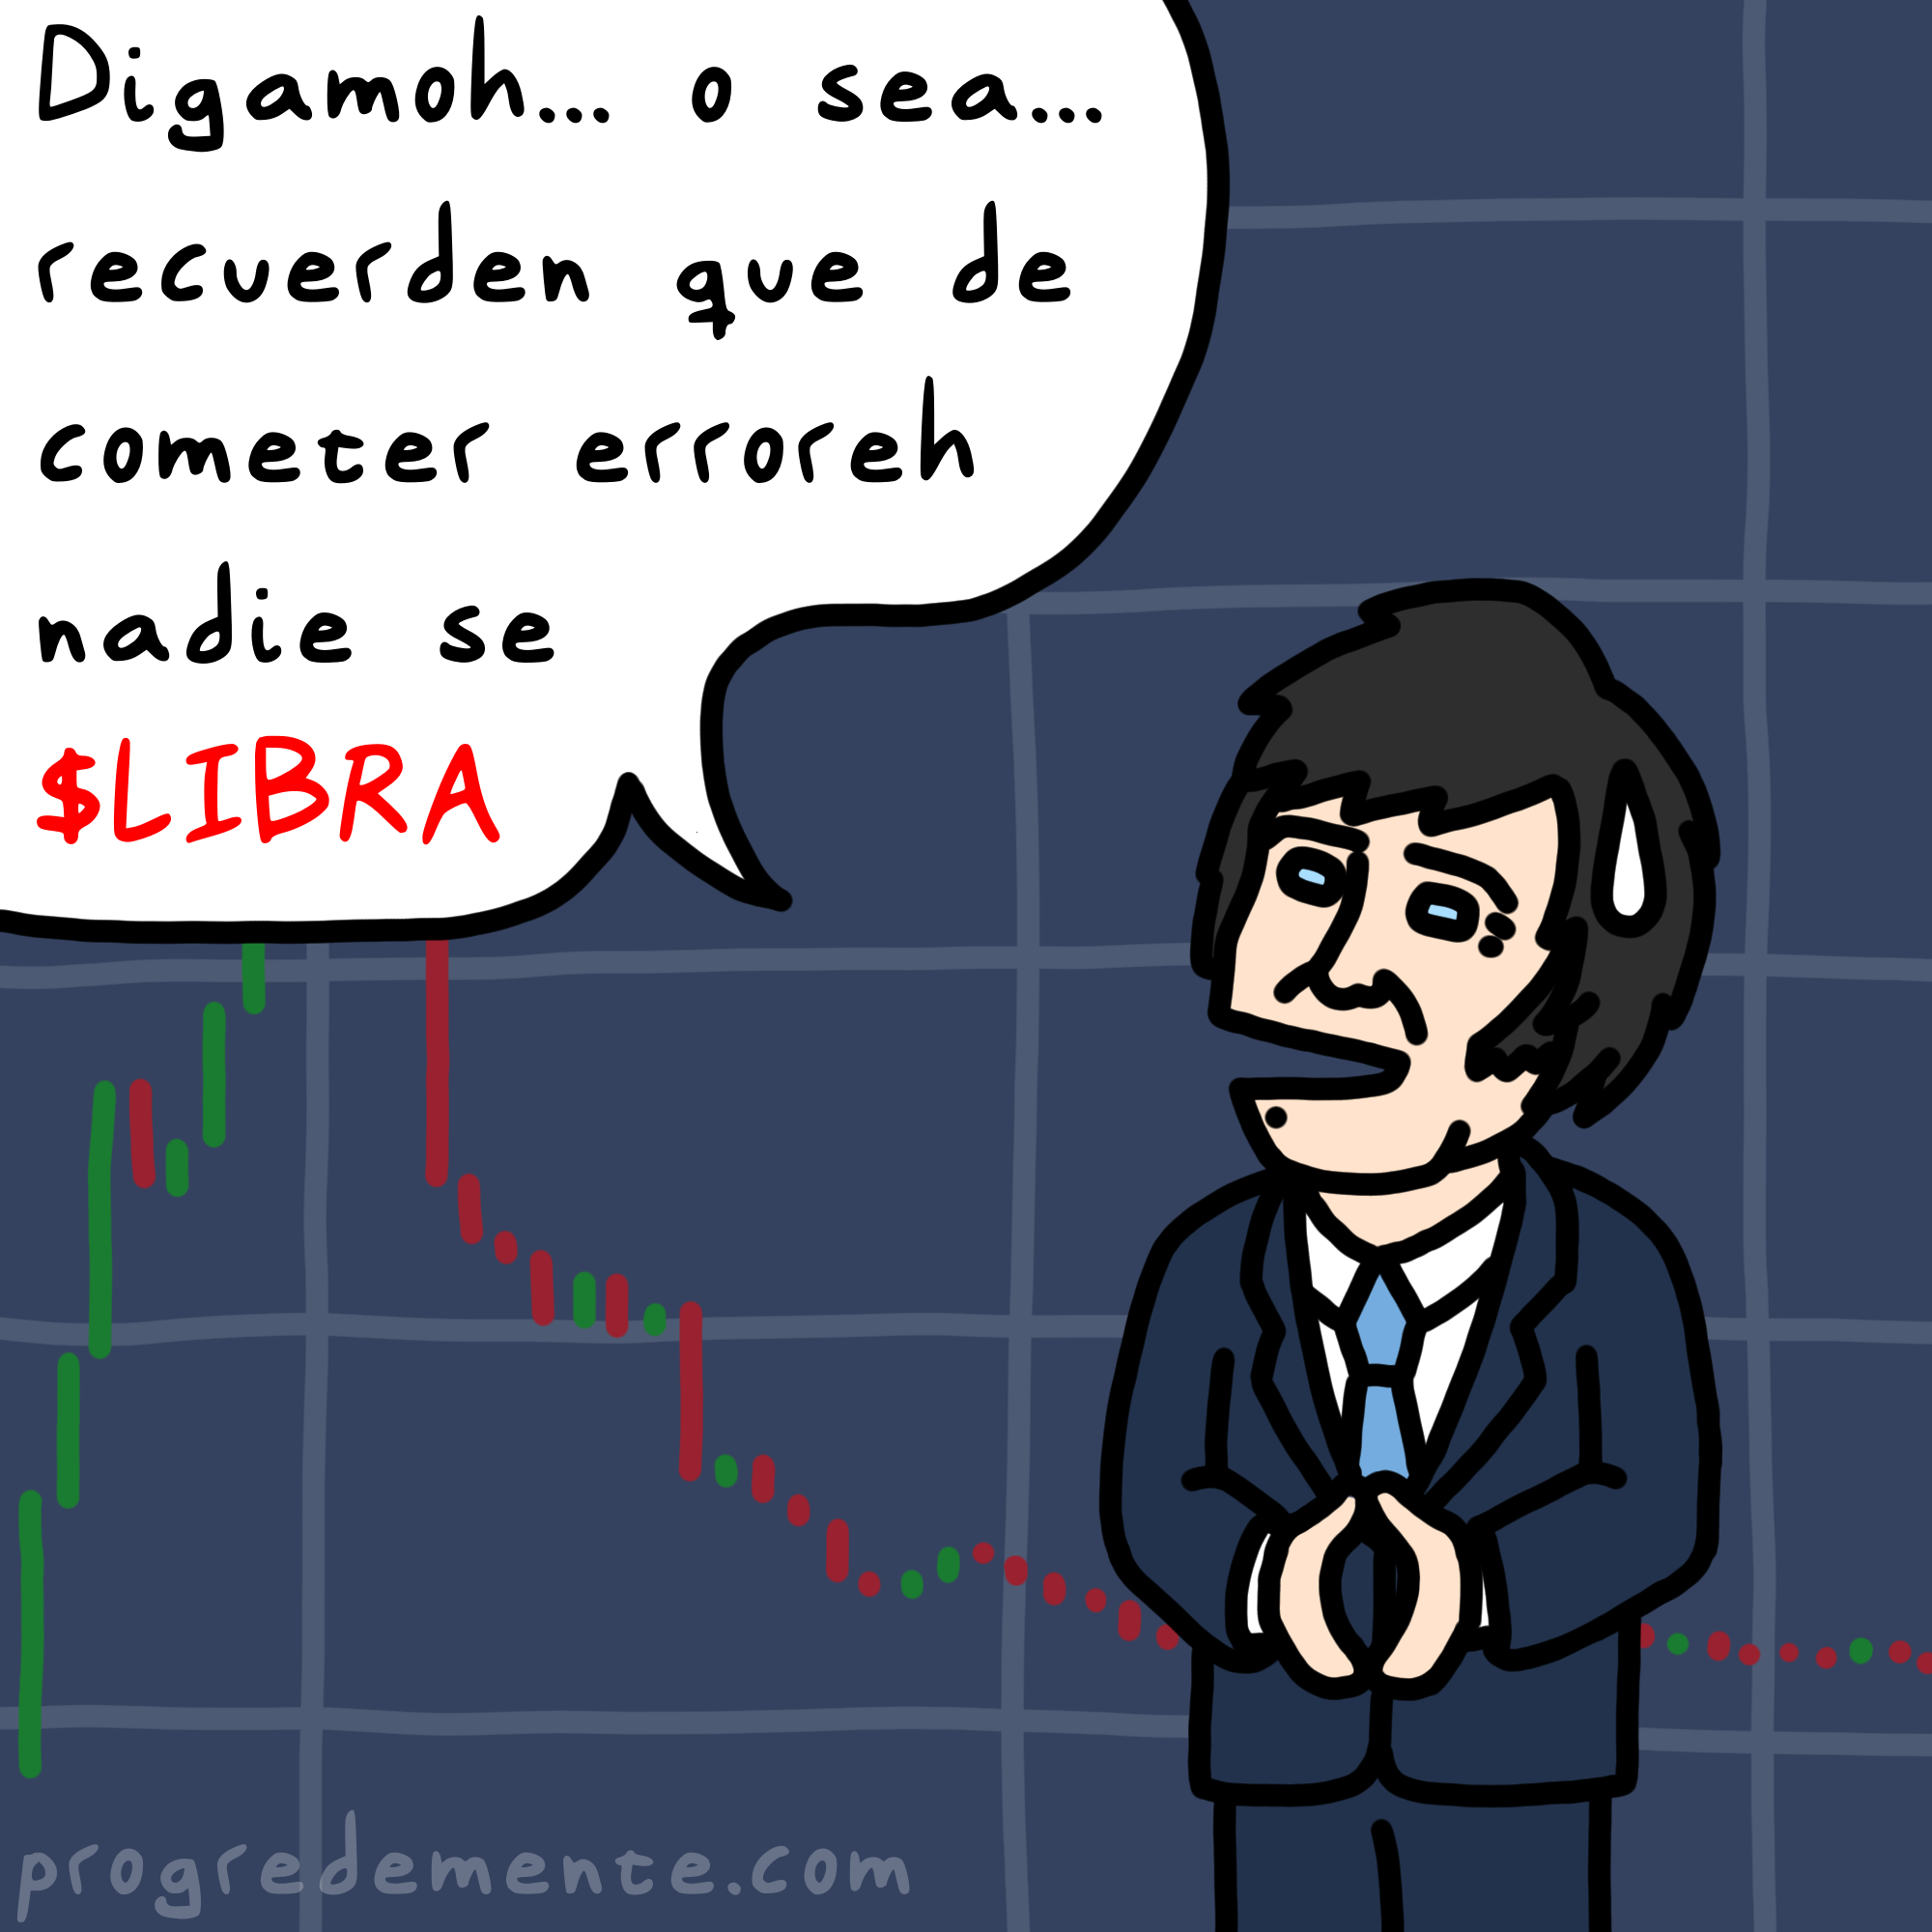 Digamoh... o sea...
recuerden que de
cometer erroreh
nadie se
$LIBRA
progredemente.com